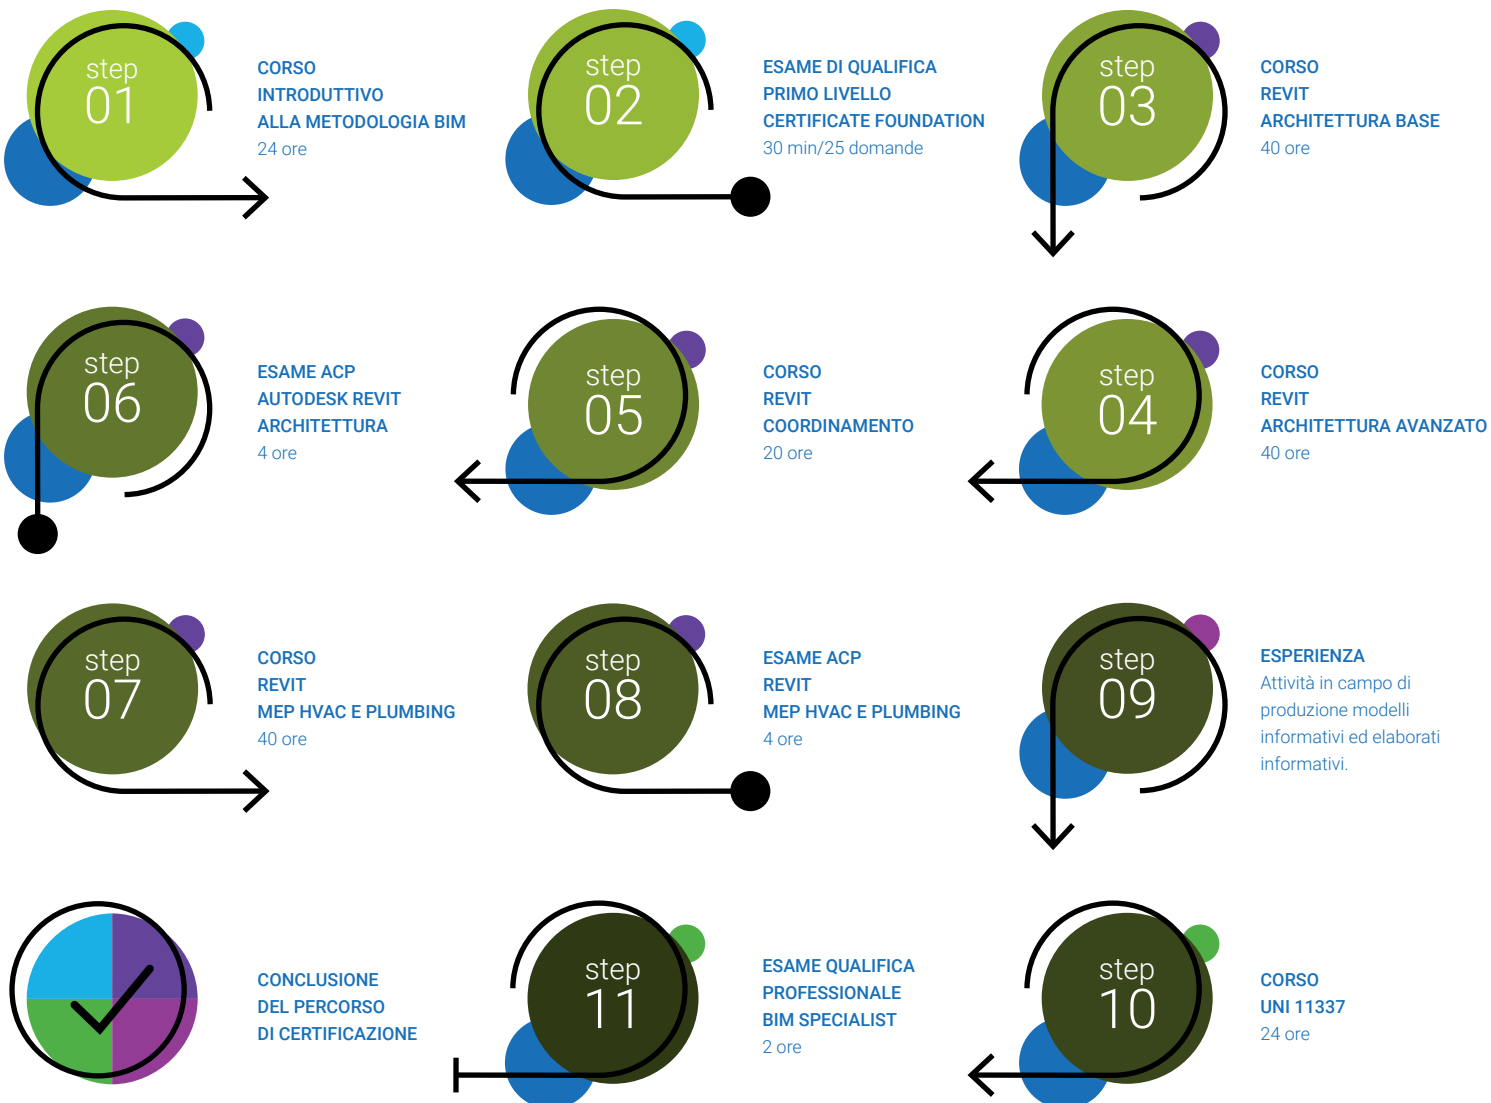 step
01
CORSO
INTRODUTTIVO
ALLA METODOLOGIA BIM
24 ore
step
02
ESAME DI QUALIFICA
PRIMO LIVELLO
CERTIFICATE FOUNDATION
30 min/25 domande
step
03
CORSO
REVIT
ARCHITETTURA BASE
40 ore
step
06
ESAME ACP
AUTODESK REVIT
ARCHITETTURA
4 ore
step
05
CORSO
REVIT
COORDINAMENTO
20 ore
step
04
CORSO
REVIT
ARCHITETTURA AVANZATO
40 ore
step
07
CORSO
REVIT
MEP HVAC E PLUMBING
40 ore
step
08
ESAME ACP
REVIT
MEP HVAC E PLUMBING
4 ore
step
09
ESPERIENZA
Attività in campo di
produzione modelli
informativi ed elaborati
informativi.
CONCLUSIONE
DEL PERCORSO
DI CERTIFICAZIONE
step
11
ESAME QUALIFICA
PROFESSIONALE
BIM SPECIALIST
2 ore
step
10
CORSO
UNI 11337
24 ore